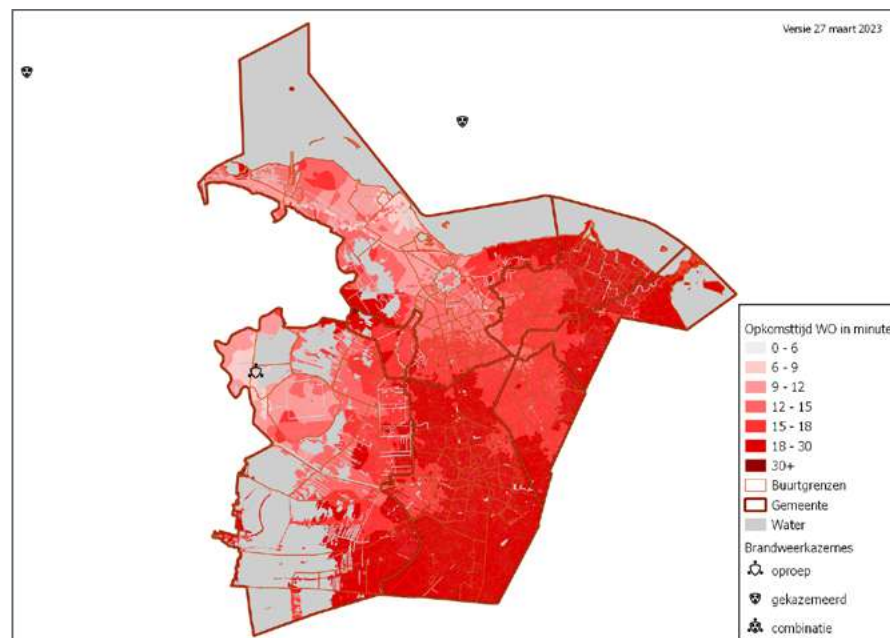 Versie 27 maart 2023
Opkomsttijd WO in minute
0 - 6
6 - 9
9 - 12
12 - 15
15 - 18
18 - 30
30+
Buurtgrenzen
Gemeente
Water
Brandweerkazernes
oproep
gekazerneerd
combinatie